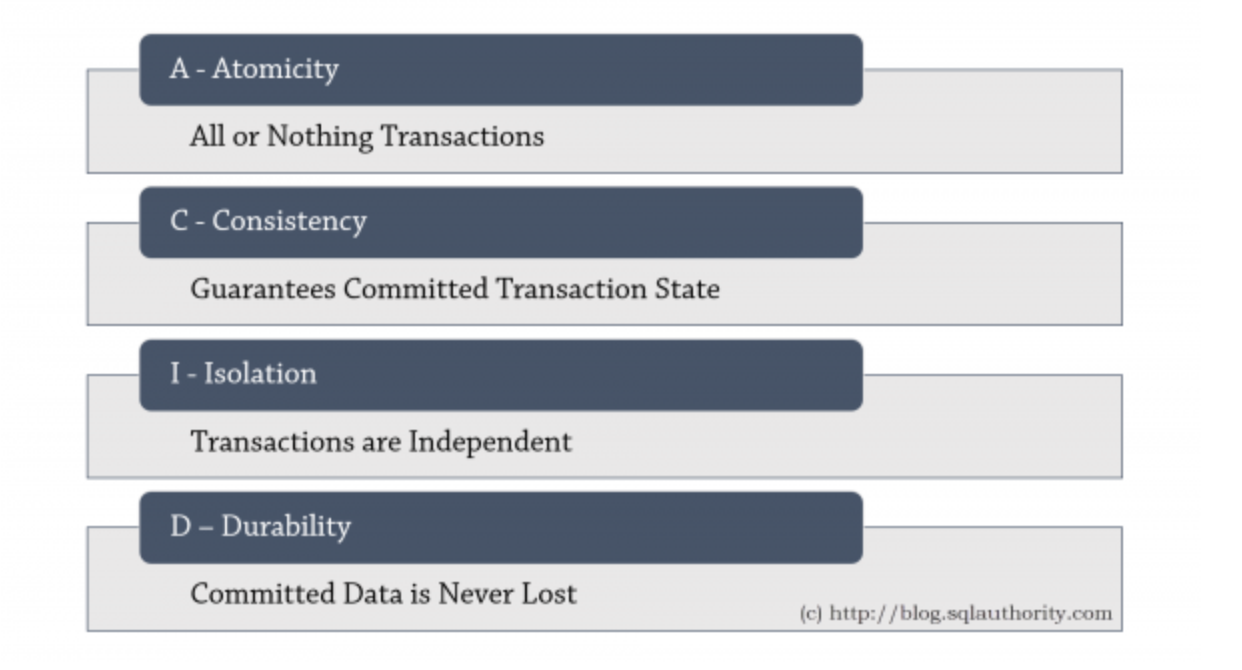 A - Atomicity
All or Nothing Transactions
C - Consistency
Guarantees Committed Transaction State
I - Isolation
Transactions are Independent
D – Durability
Committed Data is Never Lost
(c) http://blog.sqlauthority.com